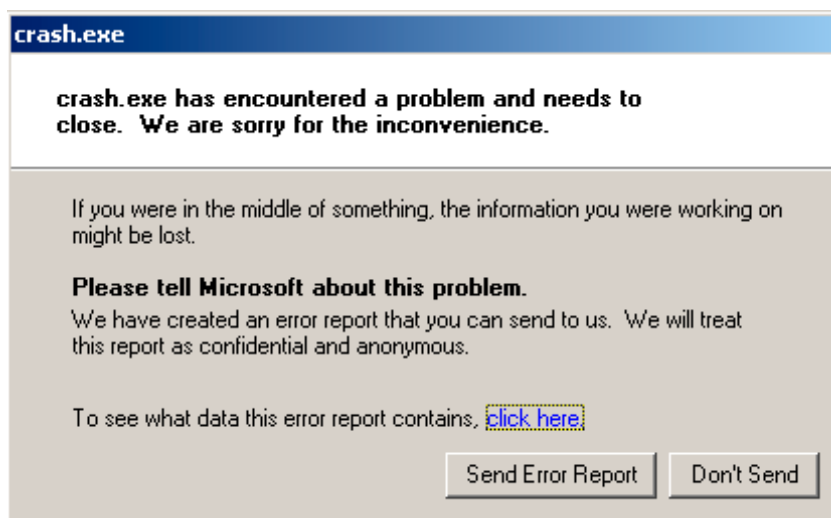 crash.exe
crash.exe has encountered a problem and needs to
close.  We are sorry for the inconvenience.
If you were in the middle of something, the information you were working on
might be lost.
Please tell Microsoft about this problem.
We have created an error report that you can send to us.  We will treat
this report as confidential and anonymous.
To see what data this error report contains, click here.
Send Error Report
Don't Send